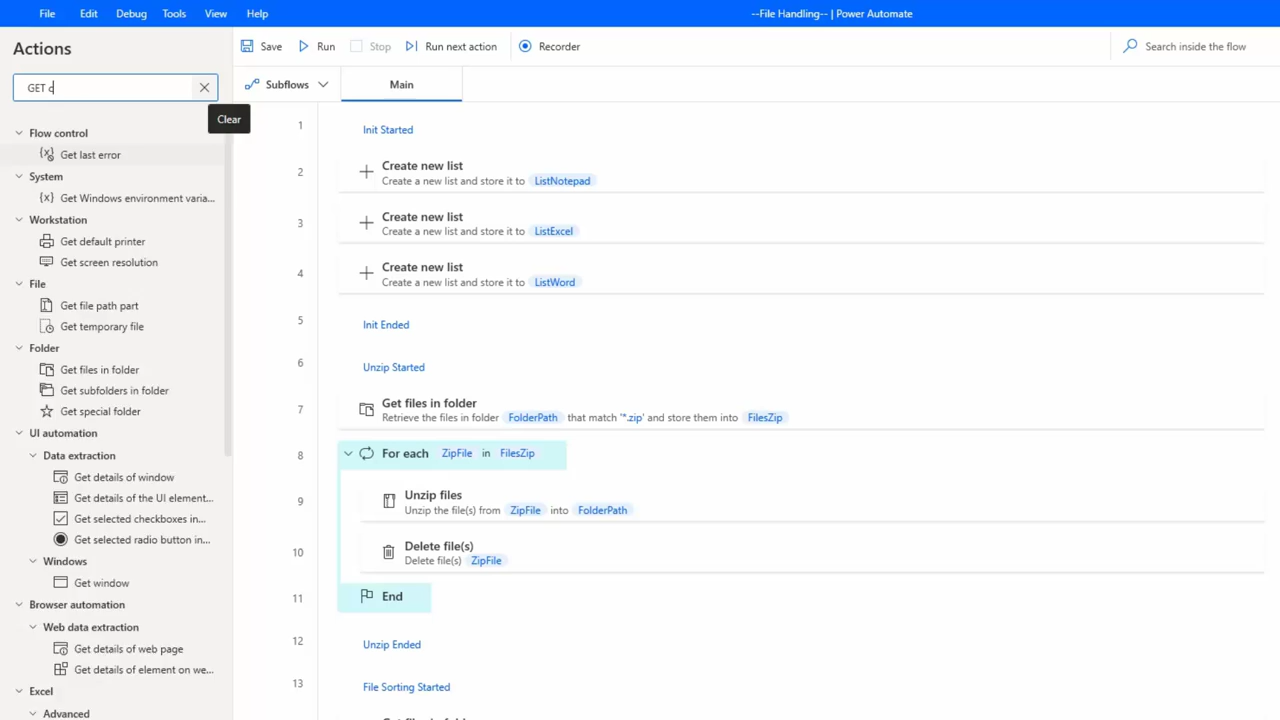 File Edit Debug Tools View Help --File Handling-- | Power Automate
Actions
Save Run Stop Run next action Recorder Search inside the flow
GET c
Clear
Subflows Main
Flow control
Get last error
System
Get Windows environment varia...
Workstation
Get default printer
Get screen resolution
File
Get file path part
Get temporary file
Folder
Get files in folder
Get subfolders in folder
Get special folder
UI automation
Data extraction
Get details of window
Get details of the UI element...
Get selected checkboxes in...
Get selected radio button in...
Windows
Get window
Browser automation
Web data extraction
Get details of web page
Get details of element on we...
Excel
Advanced
1 Init Started
2 Create new list
Create a new list and store it to ListNotepad
3 Create new list
Create a new list and store it to ListExcel
4 Create new list
Create a new list and store it to ListWord
5 Init Ended
6 Unzip Started
7 Get files in folder
Retrieve the files in folder FolderPath that match '*.zip' and store them into FilesZip
8 For each ZipFile in FilesZip
9 Unzip files
Unzip the file(s) from ZipFile into FolderPath
10 Delete file(s)
Delete file(s) ZipFile
11 End
12 Unzip Ended
13 File Sorting Started